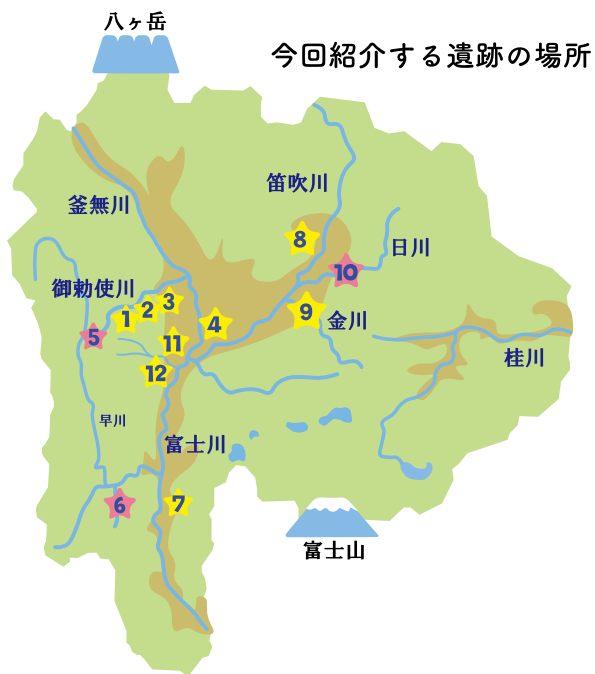 八ヶ岳
今回紹介する遺跡の場所
笛吹川
釜無川
8
日川
10
御勅使川
3
2
1
9
4
金川
5
11
桂川
12
早川
富士川
6
7
富士山